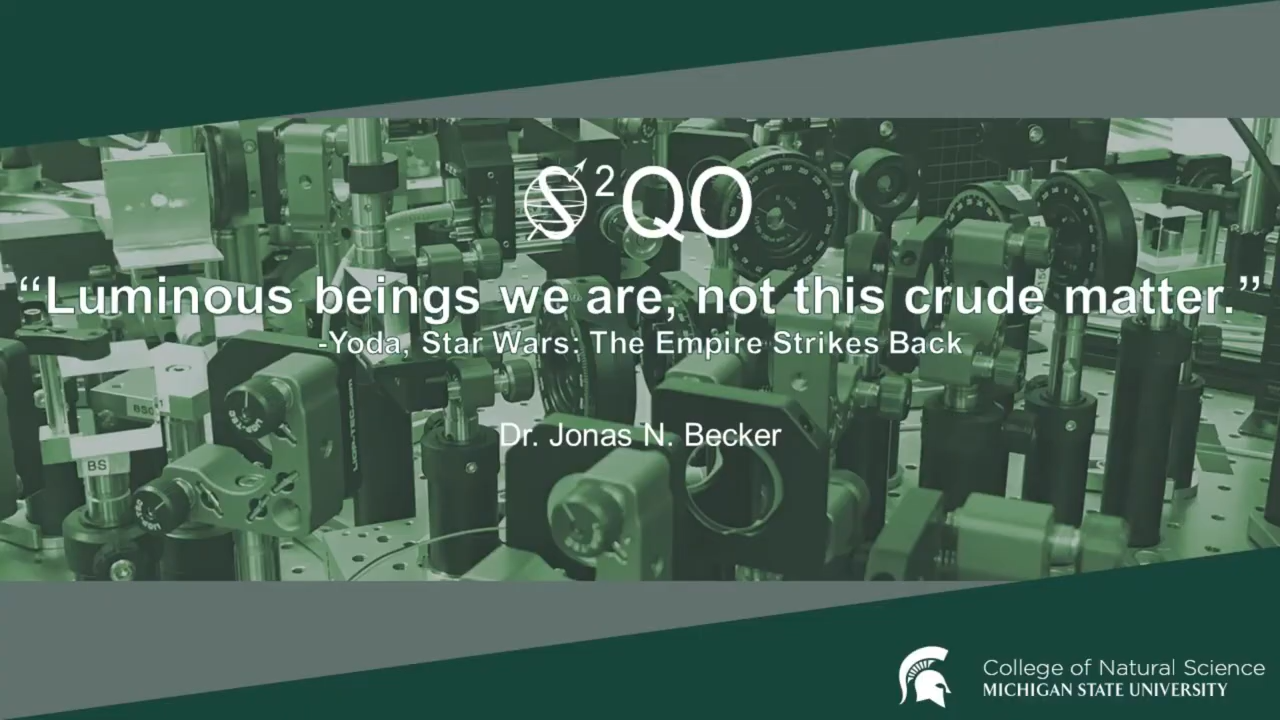 S²QO
“Luminous beings we are, not this crude matter.”
-Yoda, Star Wars: The Empire Strikes Back
Dr. Jonas N. Becker
BS
College of Natural Science
MICHIGAN STATE UNIVERSITY